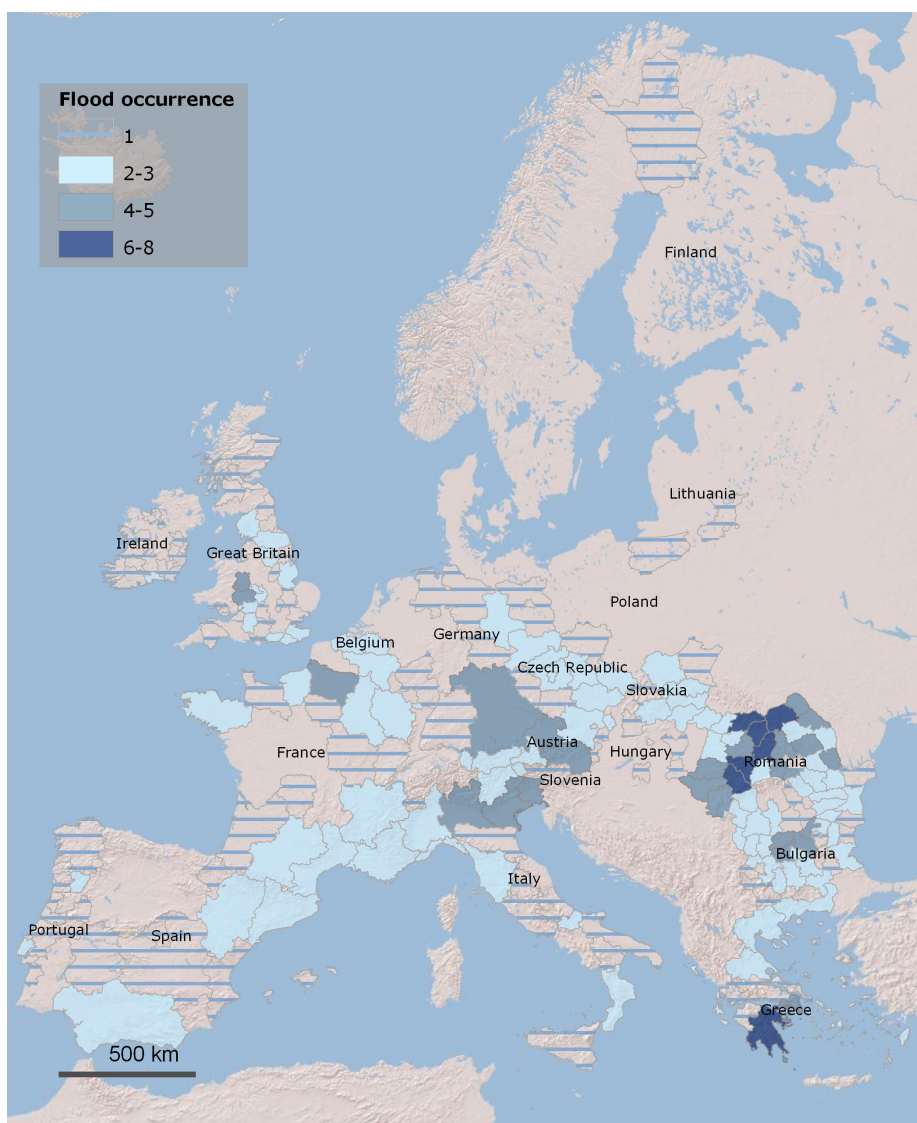 Flood occurrence
1
2-3
4-5
6-8
Finland
Lithuania
Ireland
Great Britain
Poland
Belgium
Germany
Czech Republic
Slovakia
France
Austria
Hungary
Romania
Slovenia
Bulgaria
Italy
Portugal
Spain
Greece
500 km